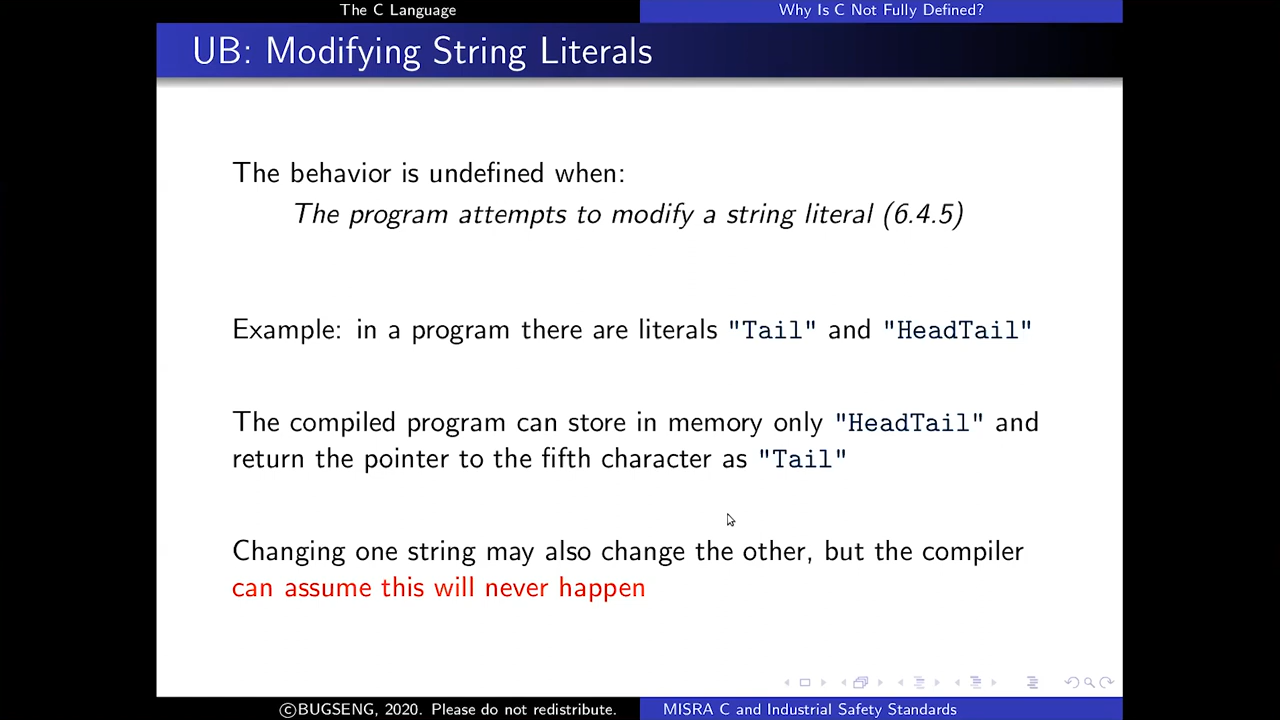 The C Language
Why Is C Not Fully Defined?
UB: Modifying String Literals
The behavior is undefined when:
The program attempts to modify a string literal (6.4.5)
Example: in a program there are literals "Tail" and "HeadTail"
The compiled program can store in memory only "HeadTail" and
return the pointer to the fifth character as "Tail"
Changing one string may also change the other, but the compiler
can assume this will never happen
©BUGSENG, 2020. Please do not redistribute.
MISRA C and Industrial Safety Standards